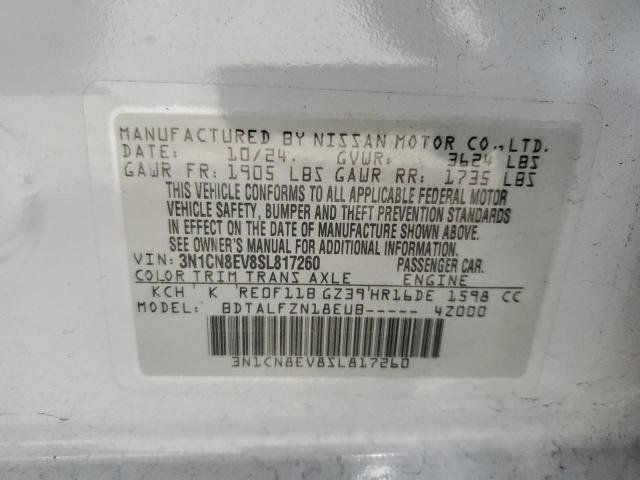 MANUFACTURED BY NISSAN MOTOR CO.,LTD.
DATE: 10/24. GVWR: 3624 LBS
GAWR FR: 1905 LBS GAWR RR: 1735 LBS
THIS VEHICLE CONFORMS TO ALL APPLICABLE FEDERAL MOTOR
VEHICLE SAFETY, BUMPER AND THEFT PREVENTION STANDARDS
IN EFFECT ON THE DATE OF MANUFACTURE SHOWN ABOVE.
SEE OWNER'S MANUAL FOR ADDITIONAL INFORMATION
VIN: 3N1CN8EV8SL817260 PASSENGER CAR.
COLOR TRIM TRANS AXLE ENGINE
KCH K RE0F11B GZ39 HR16DE 1598 CC
MODEL: BDTALFZN18EUB----- 4Z000
3N1CN8EV8SL817260